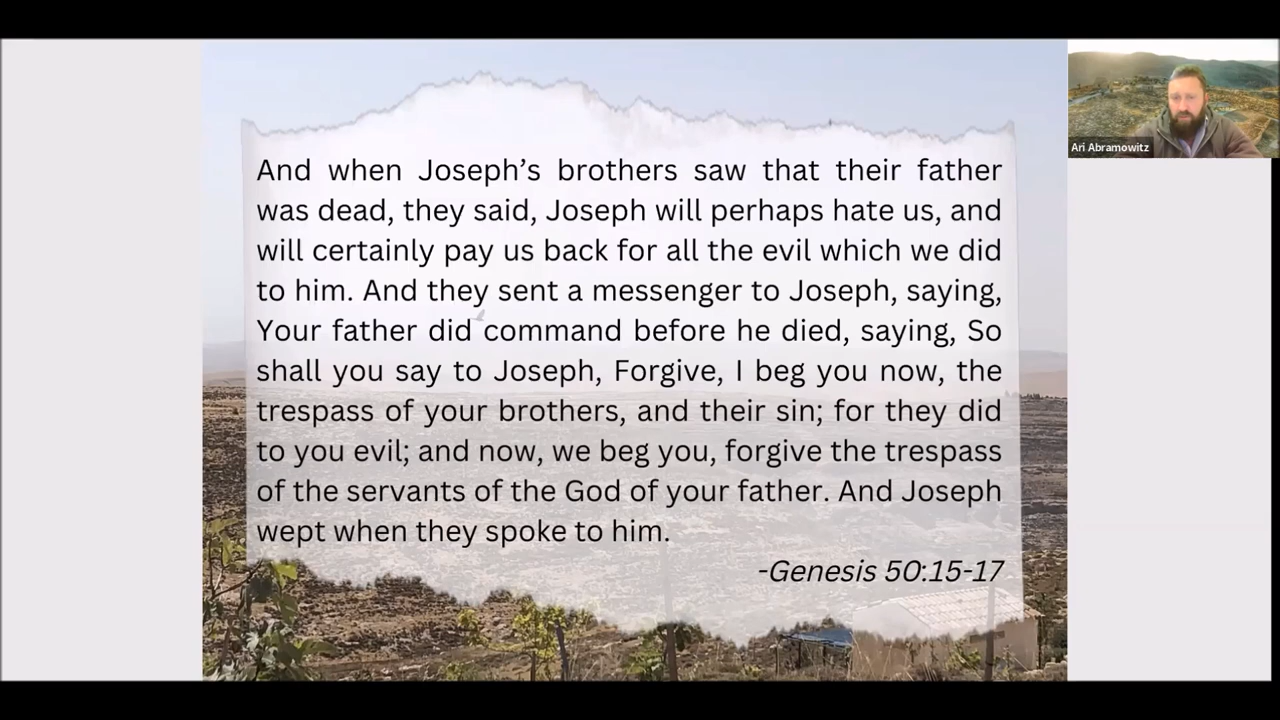 And when Joseph’s brothers saw that their father
was dead, they said, Joseph will perhaps hate us, and
will certainly pay us back for all the evil which we did
to him. And they sent a messenger to Joseph, saying,
Your father did command before he died, saying, So
shall you say to Joseph, Forgive, I beg you now, the
trespass of your brothers, and their sin; for they did
to you evil; and now, we beg you, forgive the trespass
of the servants of the God of your father. And Joseph
wept when they spoke to him.
-Genesis 50:15-17
Ari Abramowitz